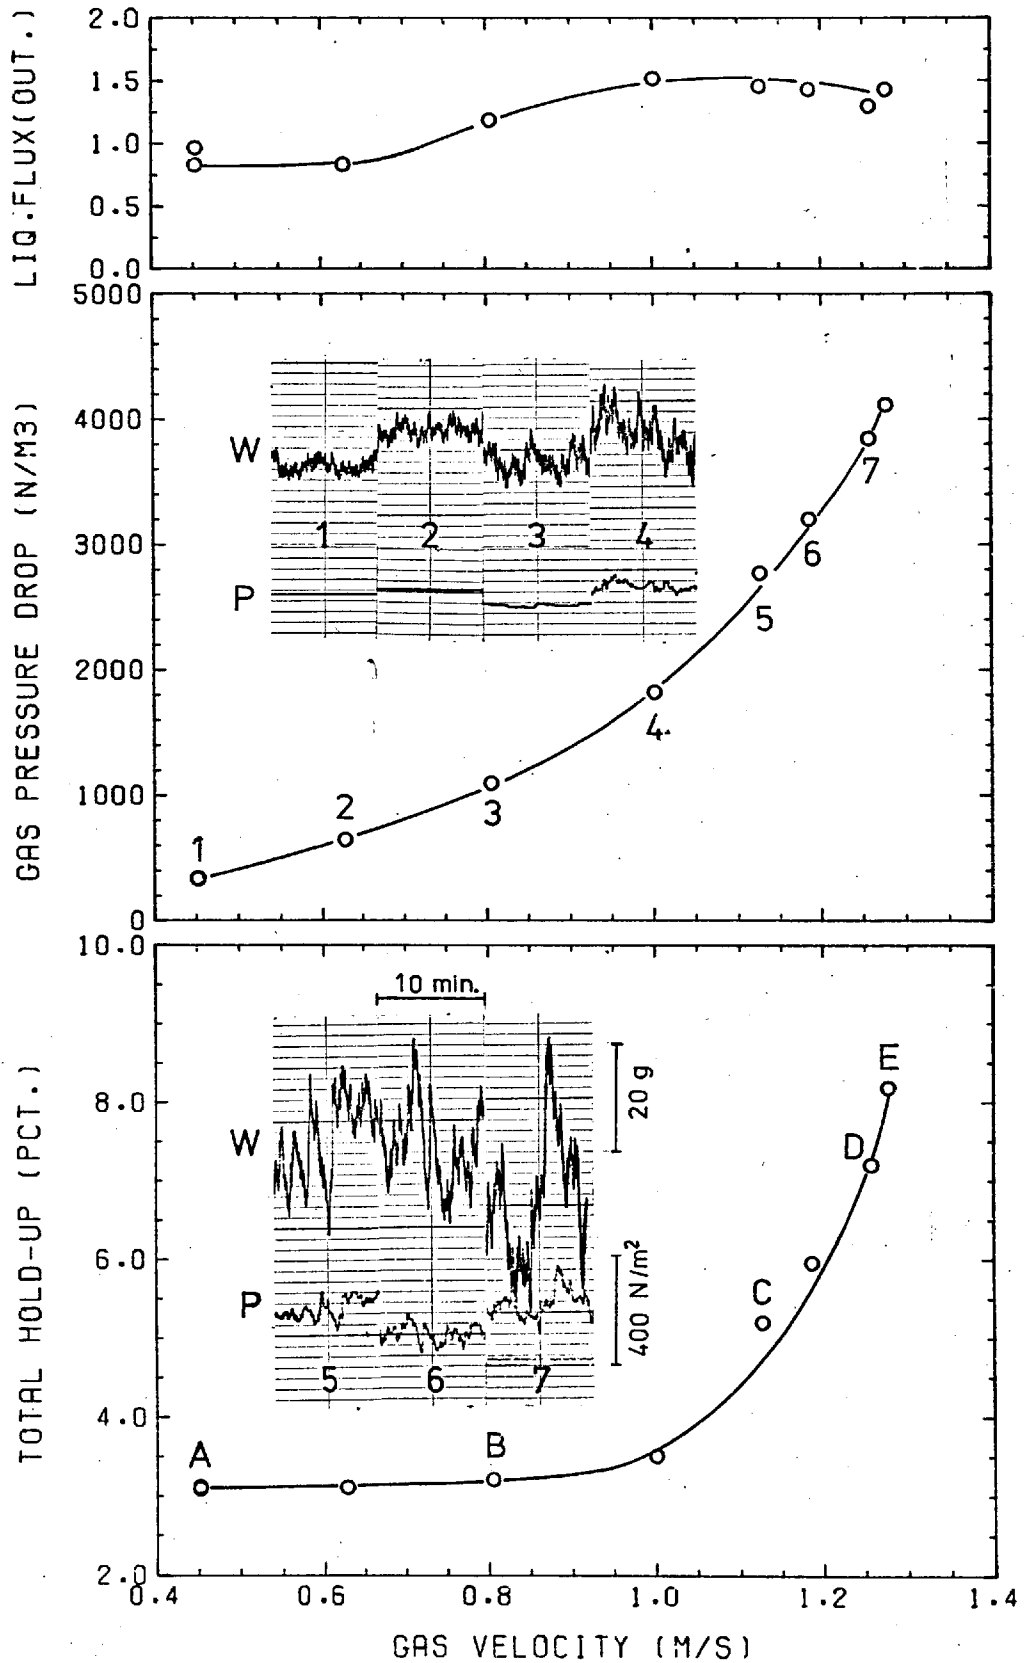 LIQ.FLUX(OUT.)
2.0
1.5
1.0
0.5
0.0
GAS PRESSURE DROP (N/M3)
5000
4000
3000
2000
1000
0
W
1 2 3 4
P
1
2
3
4
5
6
7
TOTAL HOLD-UP (PCT.)
10.0
8.0
6.0
4.0
2.0
10 min.
W
20 g
P
400 N/m²
5 6 7
A
B
C
D
E
0.4 0.6 0.8 1.0 1.2 1.4
GAS VELOCITY (M/S)